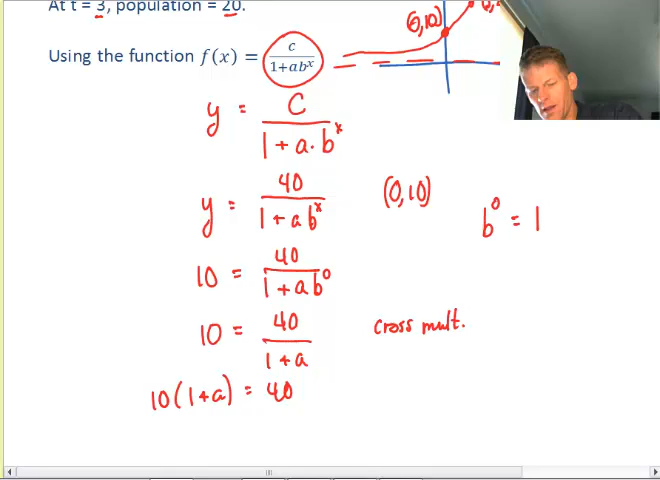 At t = 3, population = 20.
(0,10)
Using the function f(x) = c / 1+ab^x
y = C / 1 + a · b^x
y = 40 / 1 + ab^x (0,10)
b^0 = 1
10 = 40 / 1 + ab^0
10 = 40 / 1 + a cross mult.
10(1+a) = 40